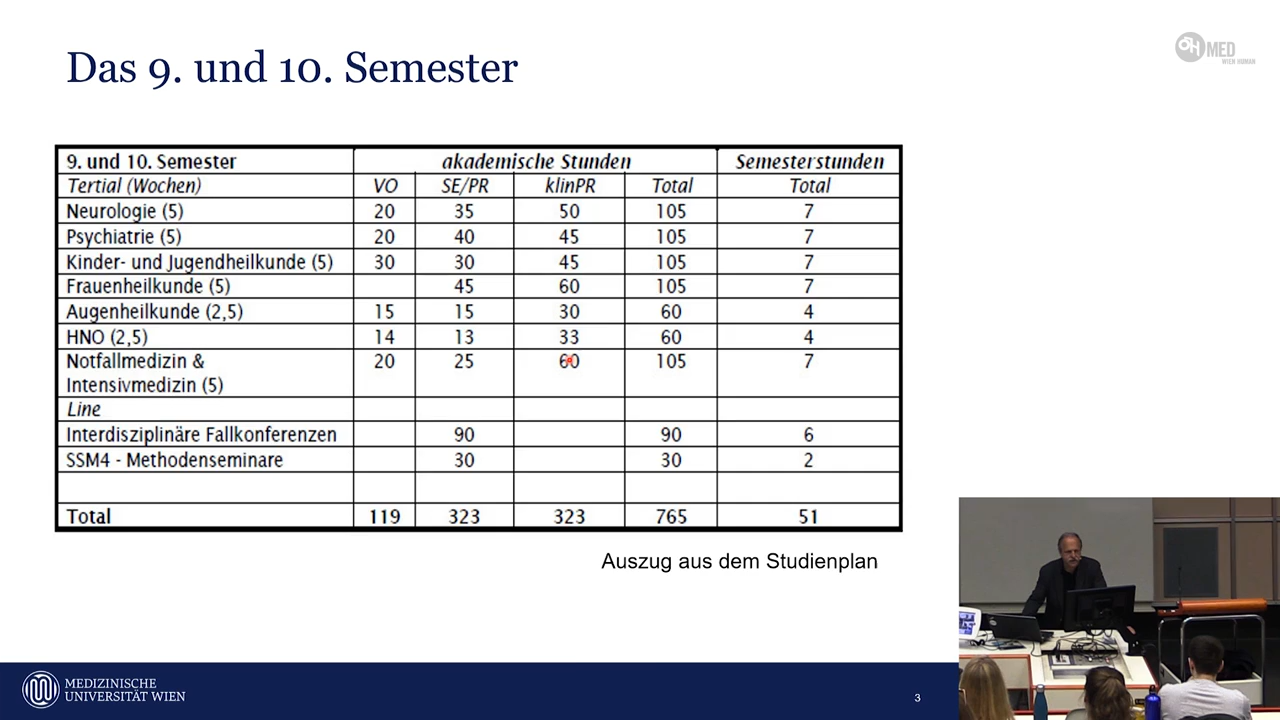 ÖH MED
WIEN HUMAN
Das 9. und 10. Semester
9. und 10. Semester akademische Stunden Semesterstunden
Tertial (Wochen) VO SE/PR klinPR Total Total
Neurologie (5) 20 35 50 105 7
Psychiatrie (5) 20 40 45 105 7
Kinder- und Jugendheilkunde (5) 30 30 45 105 7
Frauenheilkunde (5) 45 60 105 7
Augenheilkunde (2,5) 15 15 30 60 4
HNO (2,5) 14 13 33 60 4
Notfallmedizin & 20 25 60 105 7
Intensivmedizin (5)
Line
Interdisziplinäre Fallkonferenzen 90 90 6
SSM4 - Methodenseminare 30 30 2
Total 119 323 323 765 51
Auszug aus dem Studienplan
MEDIZINISCHE
UNIVERSITÄT WIEN
3